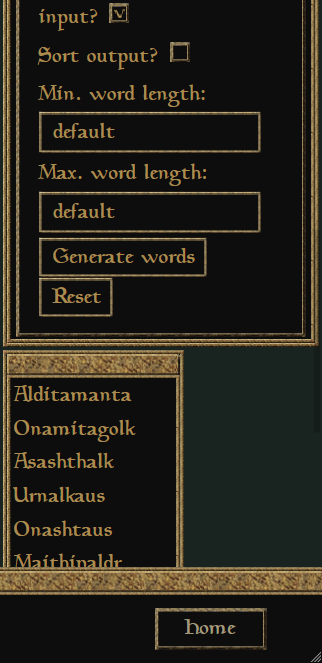 input?
Sort output?
Min. word length:
default
Max. word length:
default
Generate words
Reset
Alditamanta
Onamitagolk
Asashthalk
Urnalkaus
Onashtaus
Maithinaldr
home